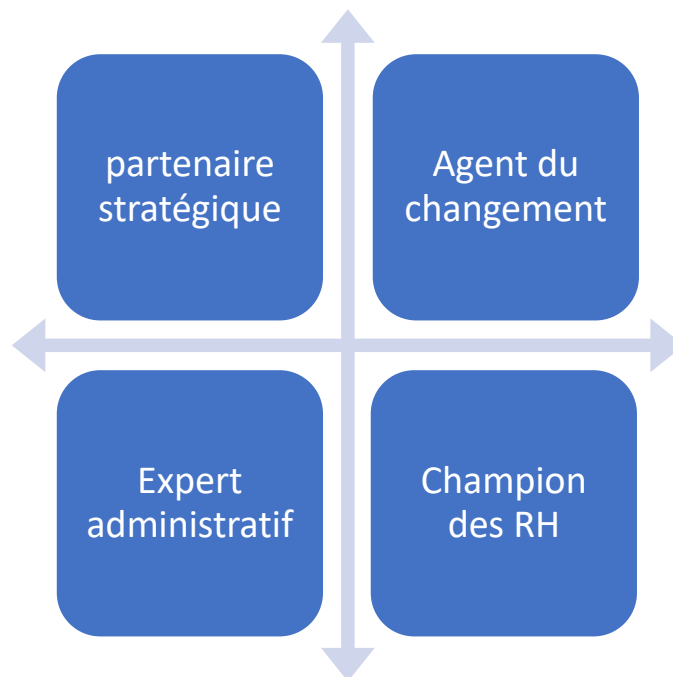 partenaire
stratégique
Agent du
changement
Expert
administratif
Champion
des RH